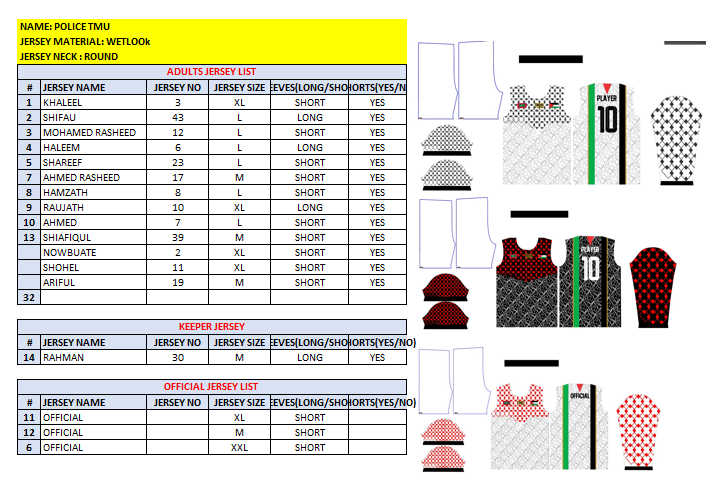 NAME: POLICE TMU
JERSEY MATERIAL: WETLOOk
JERSEY NECK : ROUND
ADULTS JERSEY LIST
# JERSEY NAME JERSEY NO JERSEY SIZE EEVES(LONG/SHO HORTS(YES/NO
1 KHALEEL 3 XL SHORT YES
2 SHIFAU 43 L LONG YES
3 MOHAMED RASHEED 12 L SHORT YES
4 HALEEM 6 L LONG YES
5 SHAREEF 23 L SHORT YES
7 AHMED RASHEED 17 M SHORT YES
8 HAMZATH 8 L SHORT YES
9 RAUJATH 10 XL LONG YES
10 AHMED 7 L SHORT YES
13 SHIAFIQUL 39 M SHORT YES
NOWBUATE 2 XL SHORT YES
SHOHEL 11 XL SHORT YES
ARIFUL 19 M SHORT YES
32
KEEPER JERSEY
# JERSEY NAME JERSEY NO JERSEY SIZE EEVES(LONG/SHO HORTS(YES/NO)
14 RAHMAN 30 M LONG YES
OFFICIAL JERSEY LIST
# JERSEY NAME JERSEY NO JERSEY SIZE EEVES(LONG/SHO HORTS(YES/NO)
11 OFFICIAL XL SHORT
12 OFFICIAL M SHORT
6 OFFICIAL XXL SHORT
PLAYER
10
PLAYER
10
OFFICIAL